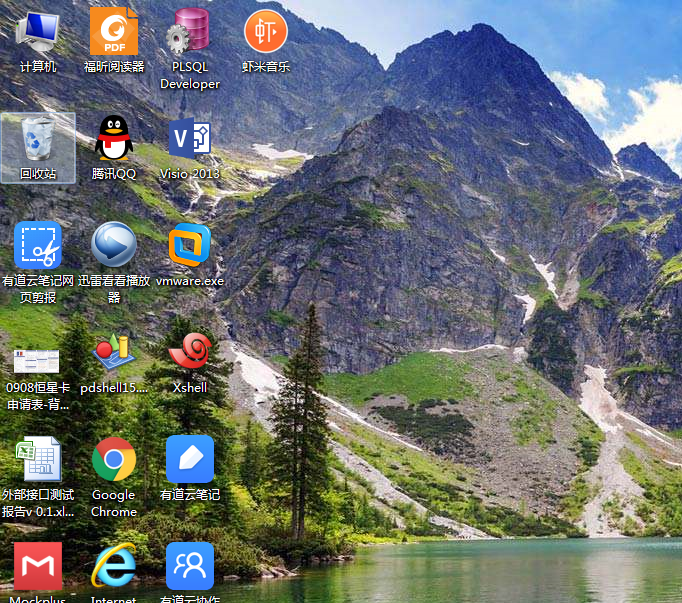 计算机
福昕阅读器
PLSQL
Developer
虾米音乐
虾
PDF
回收站
腾讯QQ
Visio 2013
有道云笔记网
页剪报
迅雷看看播放
器
vmware.exe
0908恒星卡
申请表-背...
pdshell15....
Xshell
外部接口测试
报告v 0.1.xl...
Google
Chrome
有道云笔记
Mockplus
Internet
有道云协作